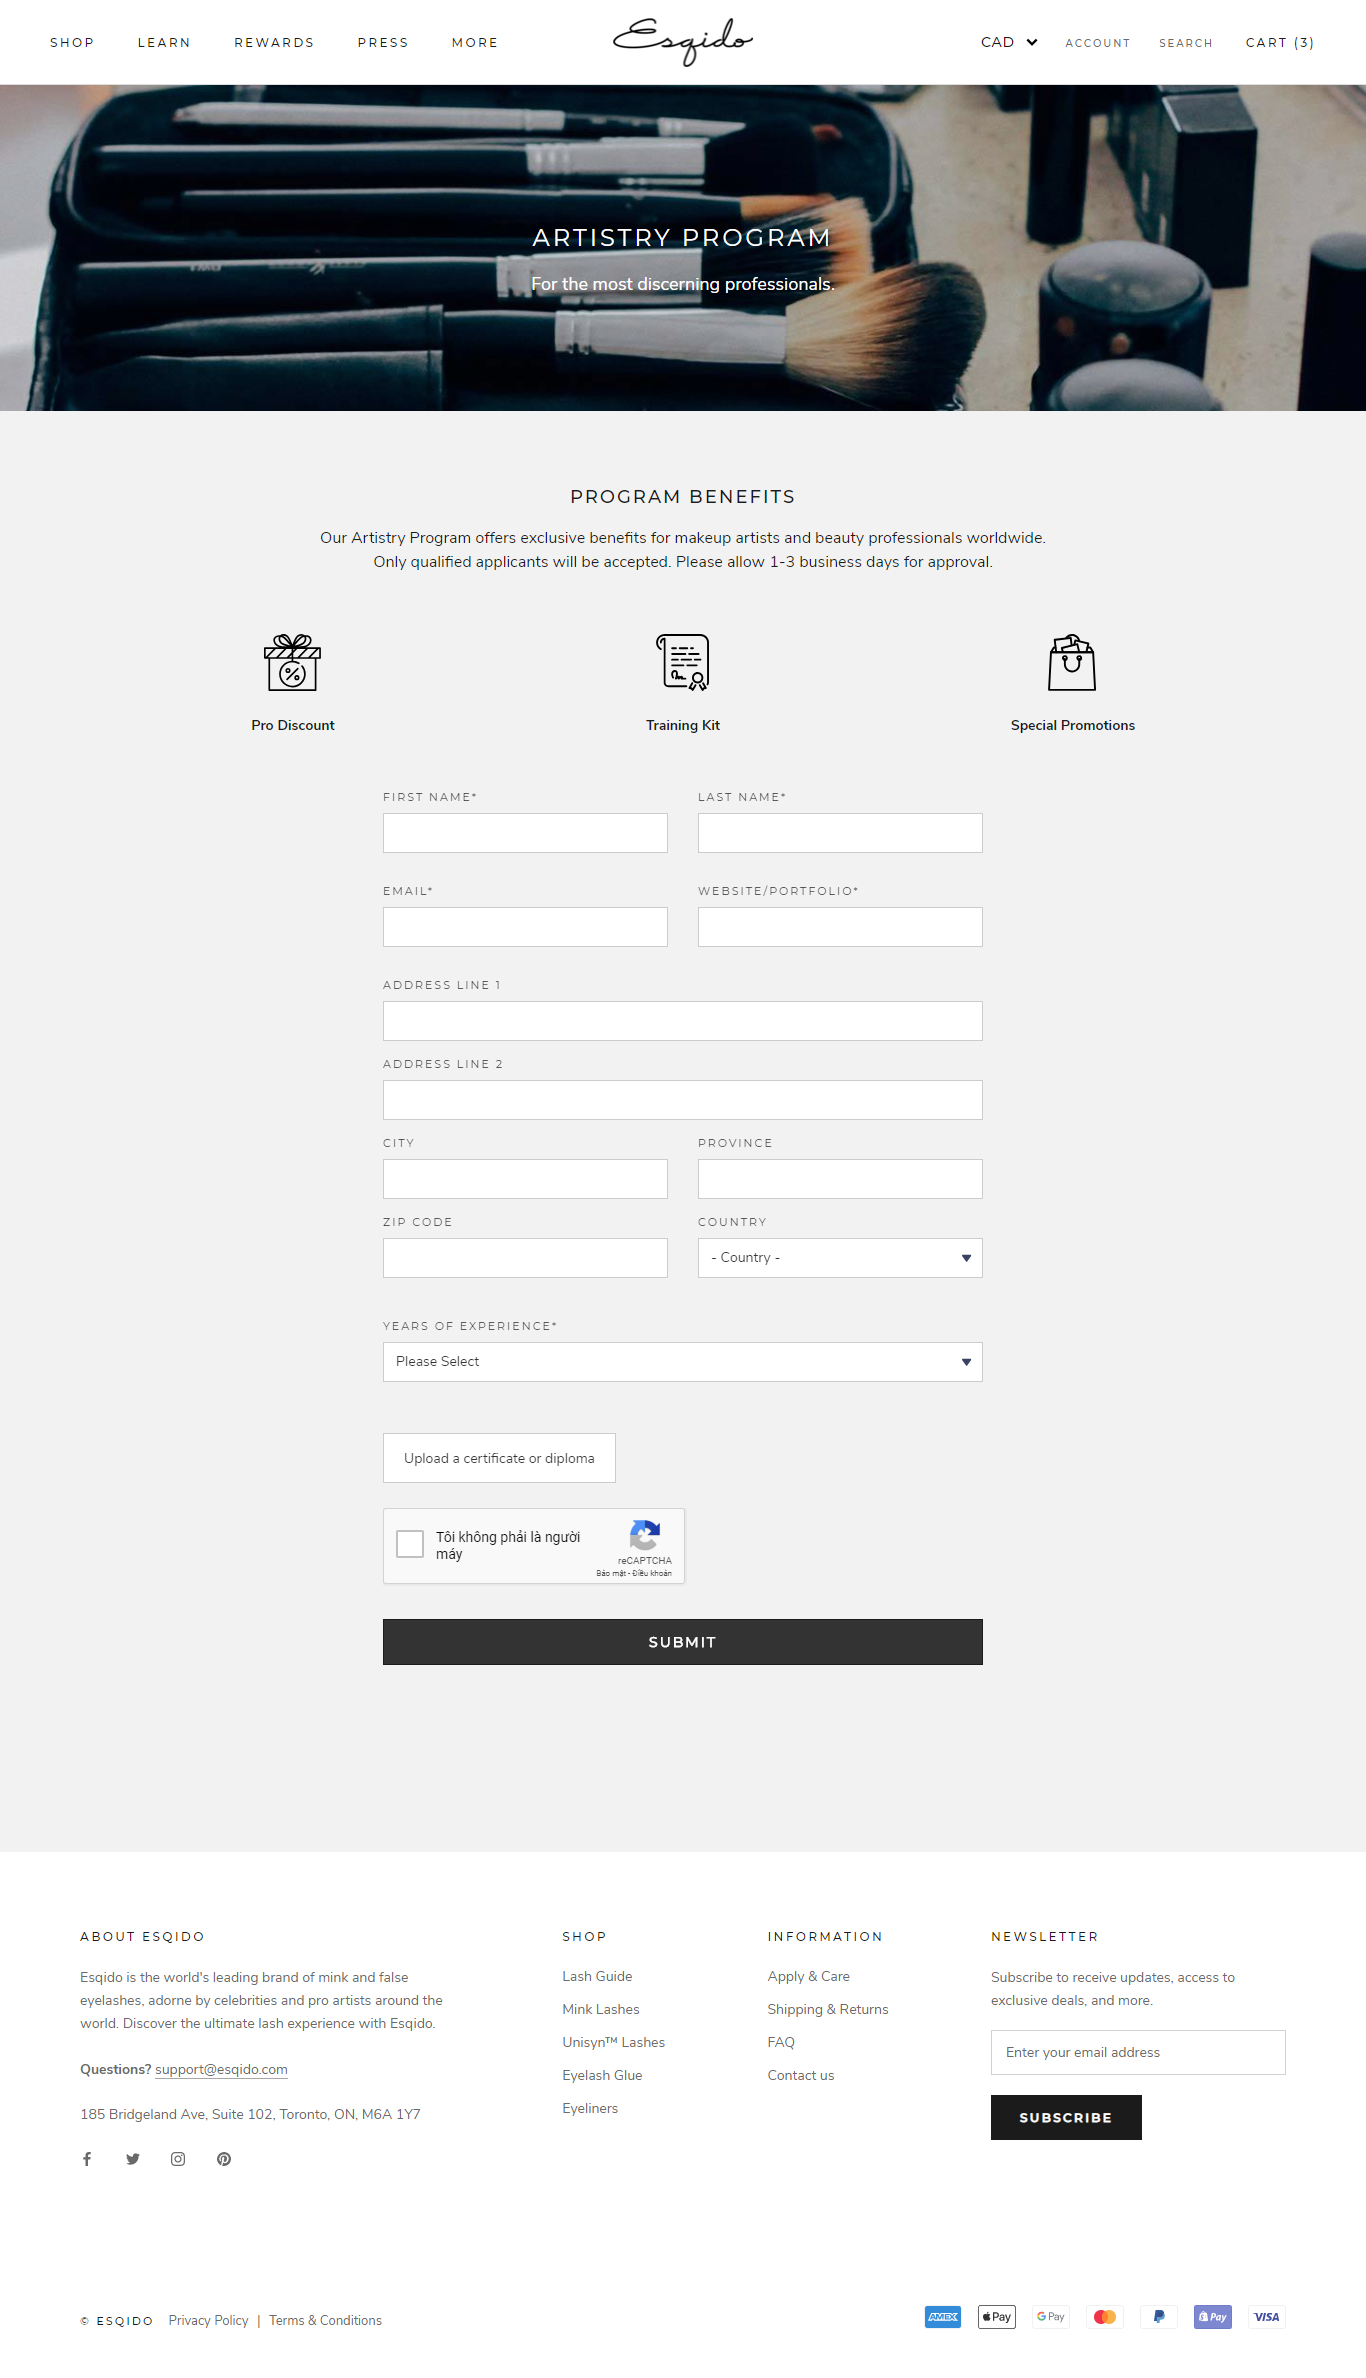 SHOP LEARN REWARDS PRESS MORE Esqido CAD ACCOUNT SEARCH CART (3)
ARTISTRY PROGRAM
For the most discerning professionals.
PROGRAM BENEFITS
Our Artistry Program offers exclusive benefits for makeup artists and beauty professionals worldwide.
Only qualified applicants will be accepted. Please allow 1-3 business days for approval.
Pro Discount Training Kit Special Promotions
FIRST NAME* LAST NAME*
EMAIL* WEBSITE/PORTFOLIO*
ADDRESS LINE 1
ADDRESS LINE 2
CITY PROVINCE
ZIP CODE COUNTRY
- Country -
YEARS OF EXPERIENCE*
Please Select
Upload a certificate or diploma
Tôi không phải là người
máy
reCAPTCHA
Bảo mật - Điều khoản
SUBMIT
ABOUT ESQIDO
Esqido is the world's leading brand of mink and false
eyelashes, adorne by celebrities and pro artists around the
world. Discover the ultimate lash experience with Esqido.
Questions? support@esqido.com
185 Bridgeland Ave, Suite 102, Toronto, ON, M6A 1Y7
SHOP
Lash Guide
Mink Lashes
Unisyn™ Lashes
Eyelash Glue
Eyeliners
INFORMATION
Apply & Care
Shipping & Returns
FAQ
Contact us
NEWSLETTER
Subscribe to receive updates, access to
exclusive deals, and more.
Enter your email address
SUBSCRIBE
© ESQIDO Privacy Policy | Terms & Conditions
AMEX Pay G Pay Pay VISA